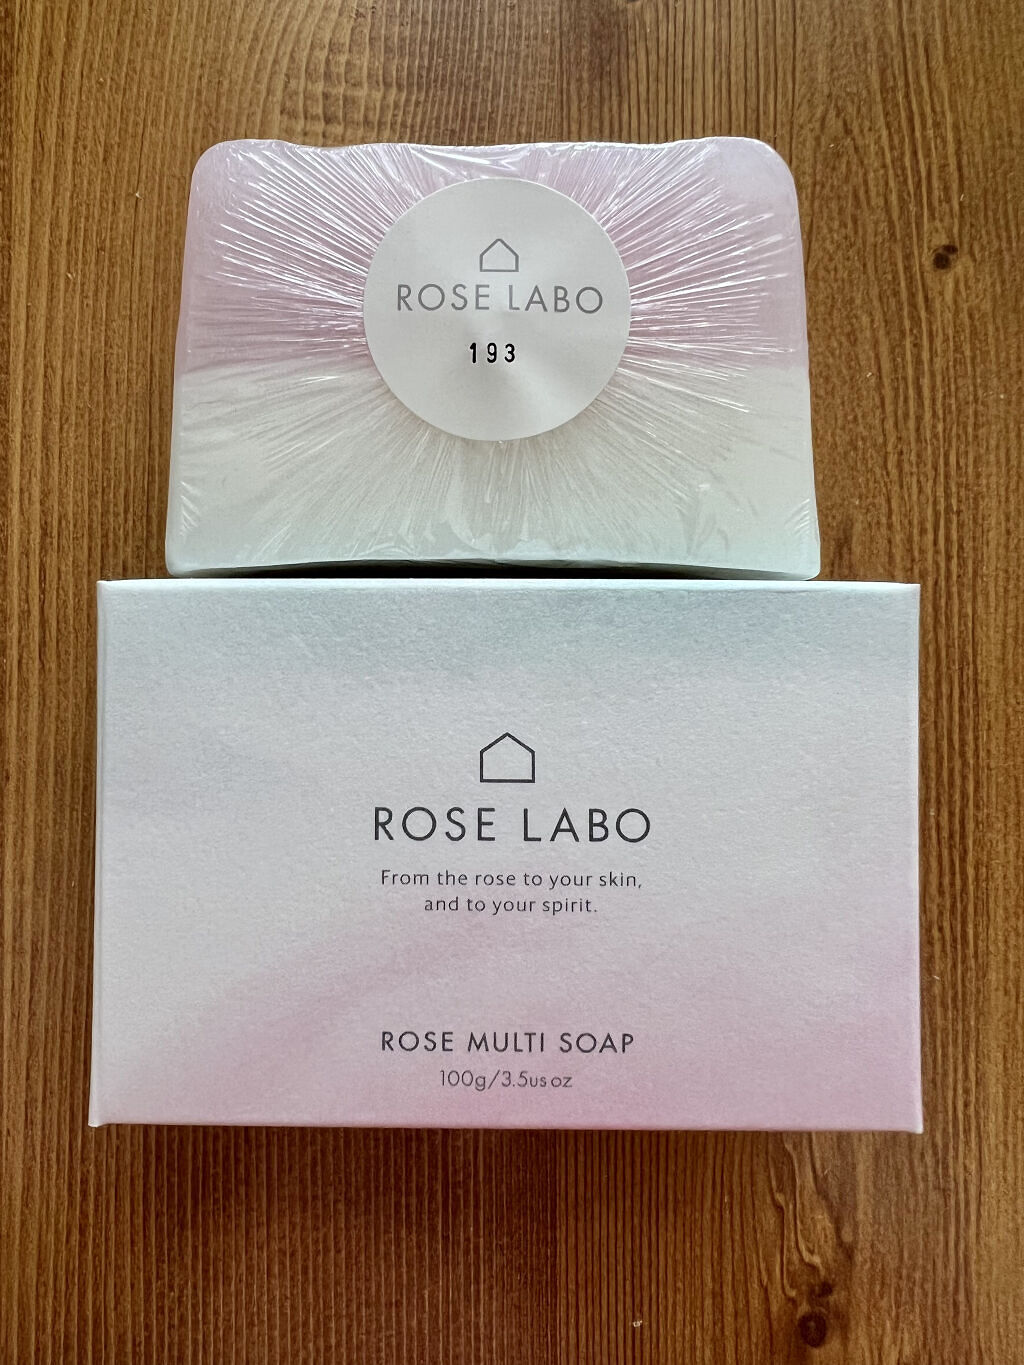 ROSE LABO
193
ROSE LABO
From the rose to your skin,
and to your spirit.
ROSE MULTI SOAP
100g/3.5us oz